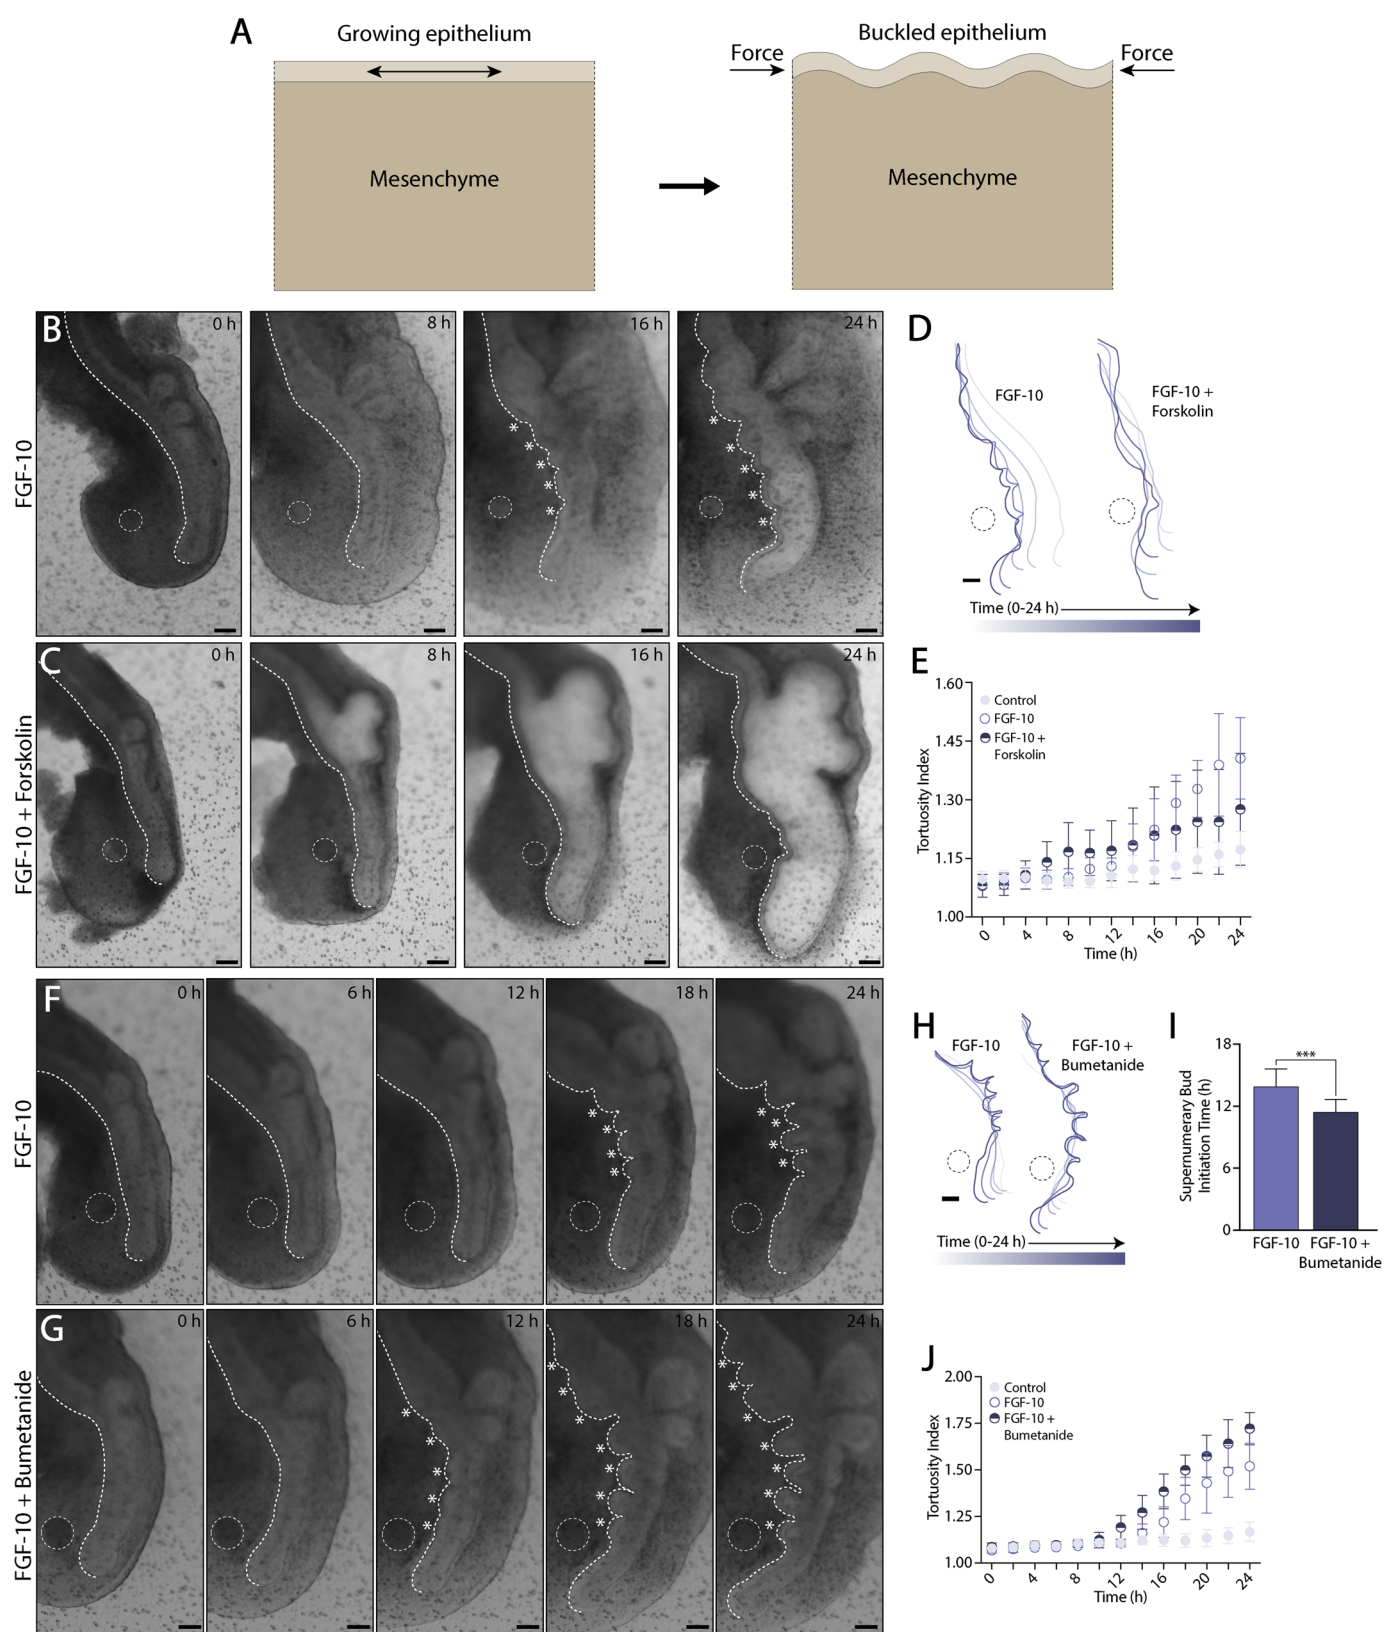 A
Growing epithelium
Buckled epithelium
Force
Force
Mesenchyme
Mesenchyme
FGF-10
B
0 h
8 h
16 h
24 h
D
FGF-10
FGF-10 +
Forskolin
Time (0-24 h)
FGF-10 + Forskolin
C
0 h
8 h
16 h
24 h
E
Tortuosity Index
1.60
1.45
1.30
1.15
1.00
Control
FGF-10
FGF-10 +
Forskolin
0
4
8
12
16
20
24
Time (h)
FGF-10
F
0 h
6 h
12 h
18 h
24 h
H
FGF-10
FGF-10 +
Bumetanide
Time (0-24 h)
I
Supernumerary Bud
Initiation Time (h)
18
12
6
0
***
FGF-10
FGF-10 +
Bumetanide
FGF-10 + Bumetanide
G
0 h
6 h
12 h
18 h
24 h
J
Tortuosity Index
2.00
1.75
1.50
1.25
1.00
Control
FGF-10
FGF-10 +
Bumetanide
0
4
8
12
16
20
24
Time (h)